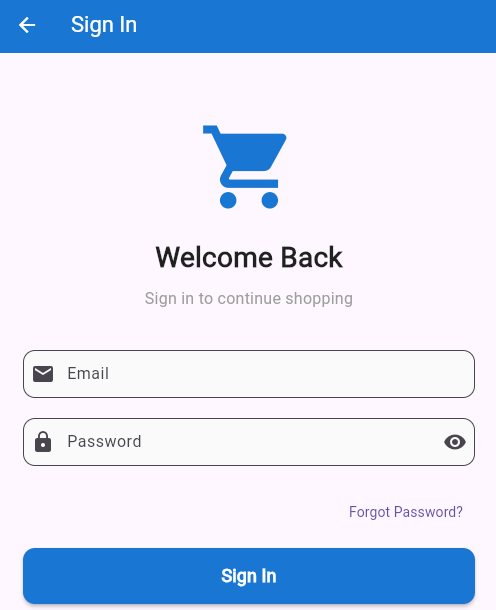 Sign In
Welcome Back
Sign in to continue shopping
Email
Password
Forgot Password?
Sign In